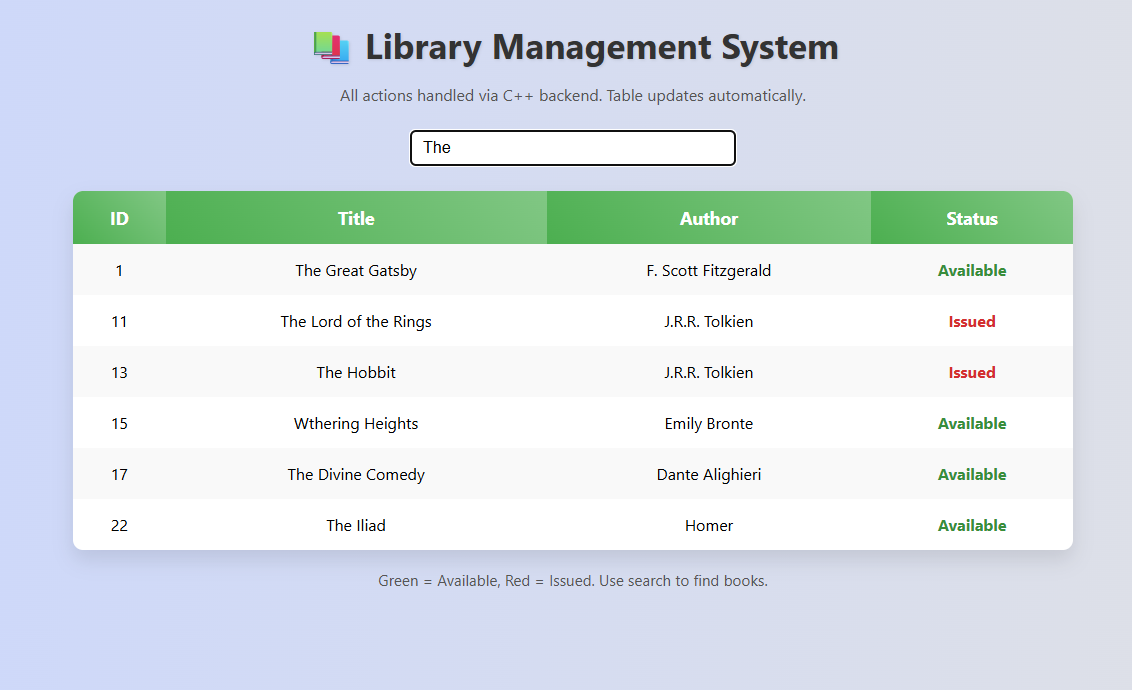 Library Management System
All actions handled via C++ backend. Table updates automatically.
The
ID Title Author Status
1 The Great Gatsby F. Scott Fitzgerald Available
11 The Lord of the Rings J.R.R. Tolkien Issued
13 The Hobbit J.R.R. Tolkien Issued
15 Wthering Heights Emily Bronte Available
17 The Divine Comedy Dante Alighieri Available
22 The Iliad Homer Available
Green = Available, Red = Issued. Use search to find books.